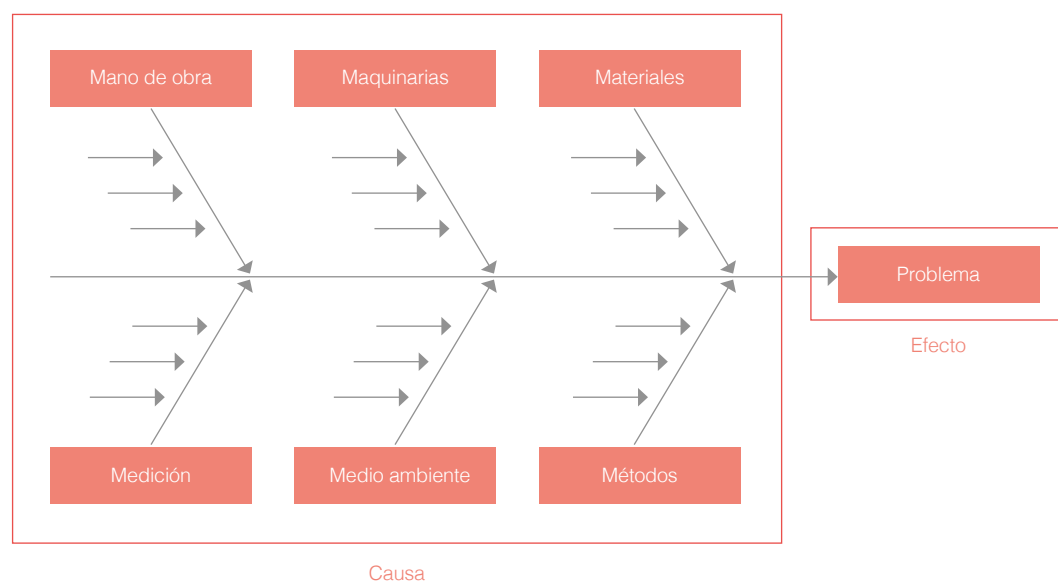 Mano de obra
Maquinarias
Materiales
Problema
Efecto
Medición
Medio ambiente
Métodos
Causa